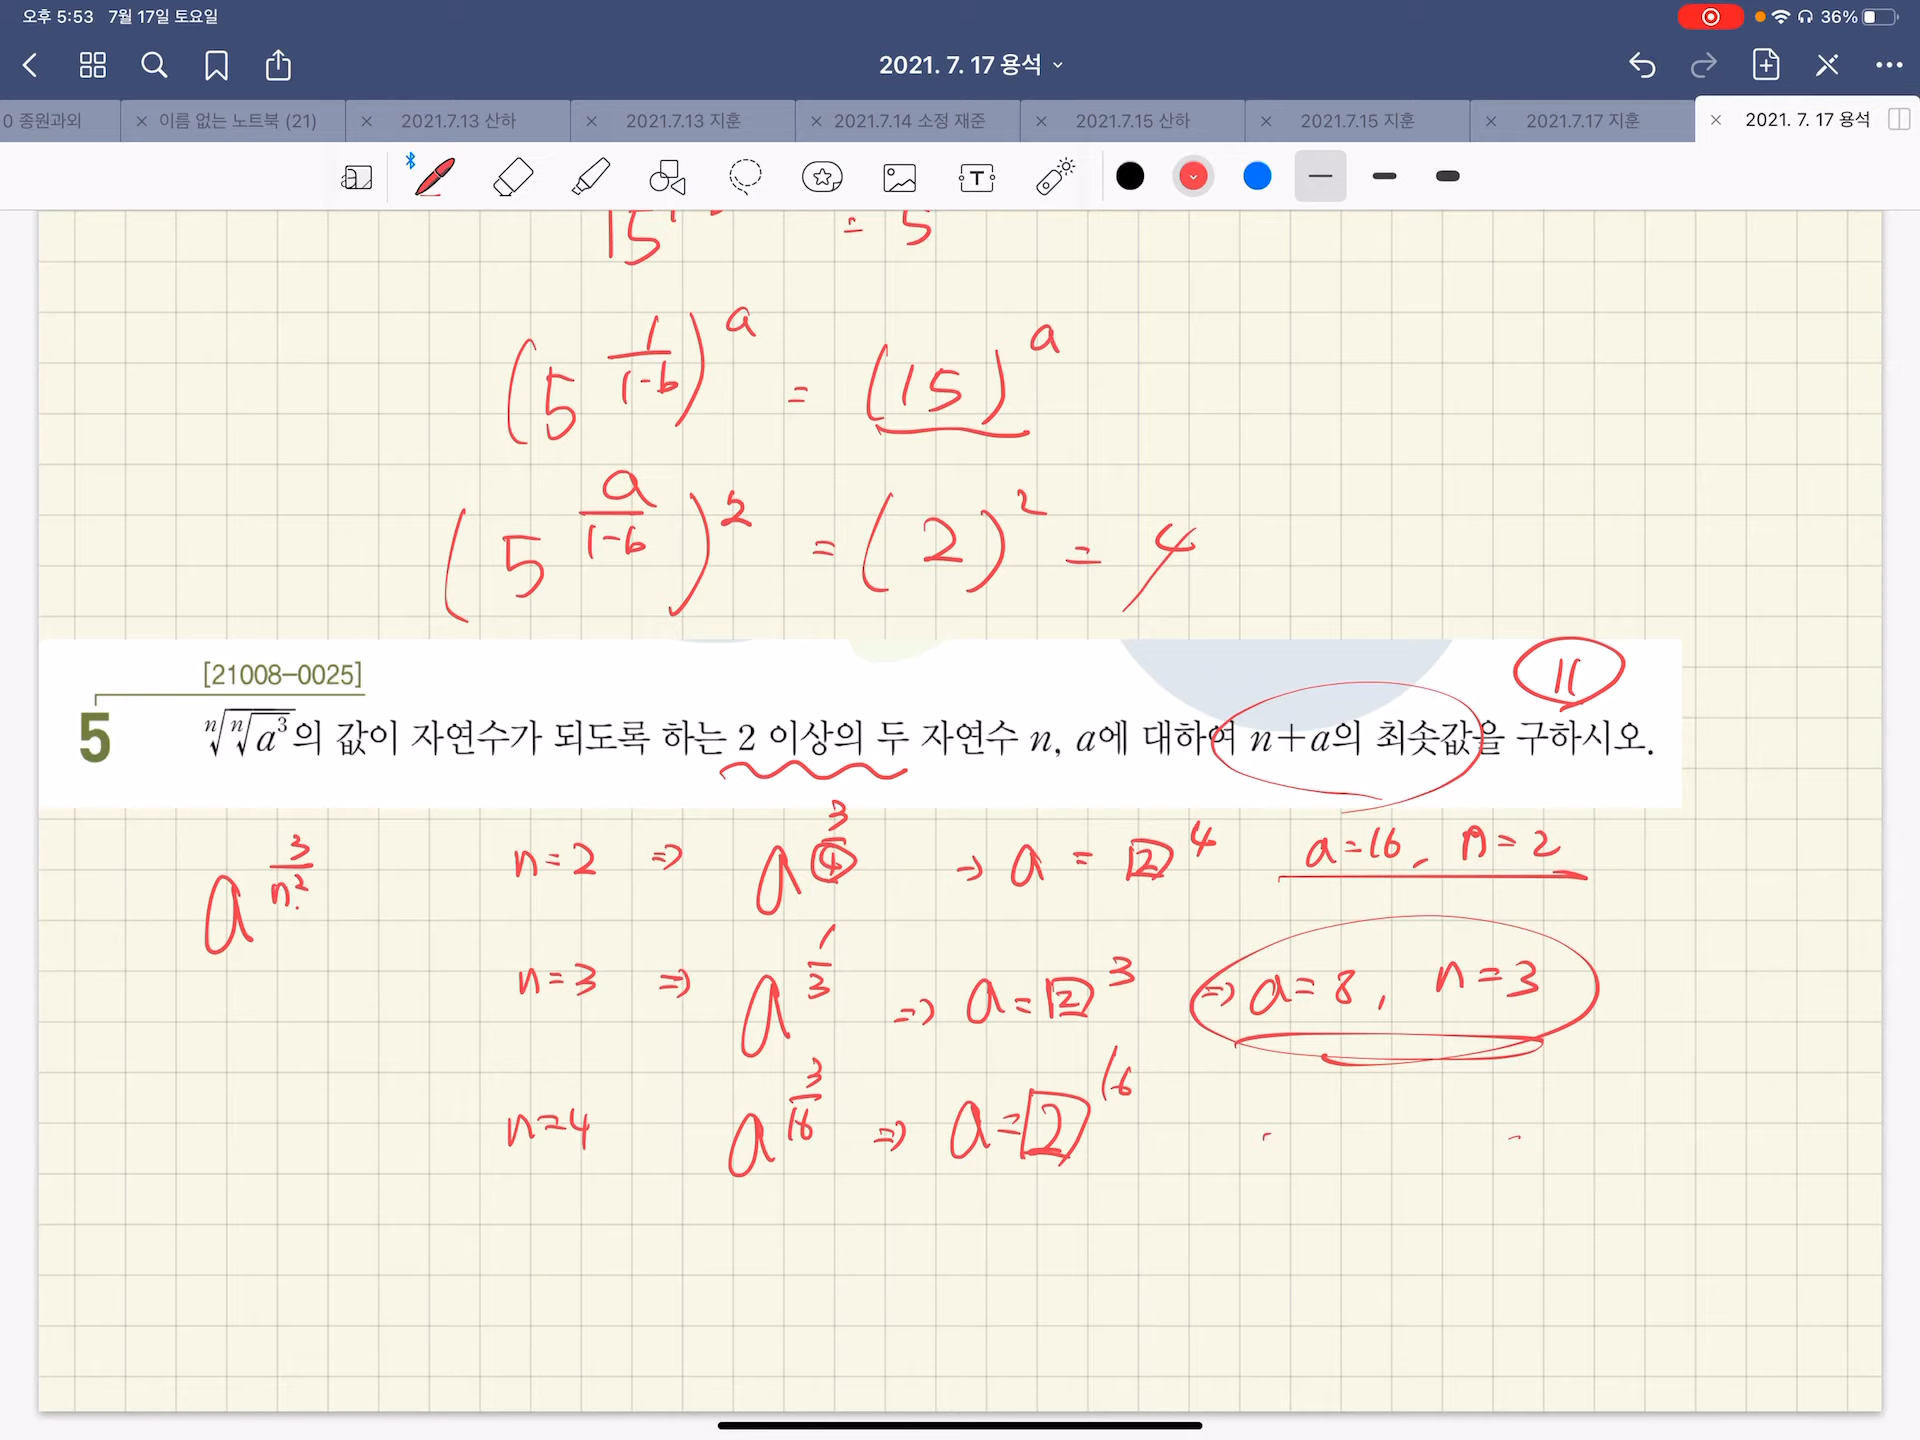 오후 5:53 7월 17일 토요일
36%
2021. 7. 17 용석
0 종원과외
이름 없는 노트북 (21)
2021.7.13 산하
2021.7.13 지훈
2021.7.14 소정 재준
2021.7.15 산하
2021.7.15 지훈
2021.7.17 지훈
2021. 7. 17 용석
= 5
(5^(1/(1-b)))^a = (15)^a
(5^(a/(1-b)))^2 = (2)^2 = 4
[21008-0025]
11
5 ⁿ√ⁿ√a³의 값이 자연수가 되도록 하는 2 이상의 두 자연수 n, a에 대하여 n+a의 최솟값을 구하시오.
a^(3/n²)
n=2 ⇒ a^(3/4) ⇒ a = 2^4 a=16, n=2
n=3 ⇒ a^(1/3) ⇒ a=2^3 ⇒ a=8, n=3
n=4 a^(3/16) ⇒ a=2^16